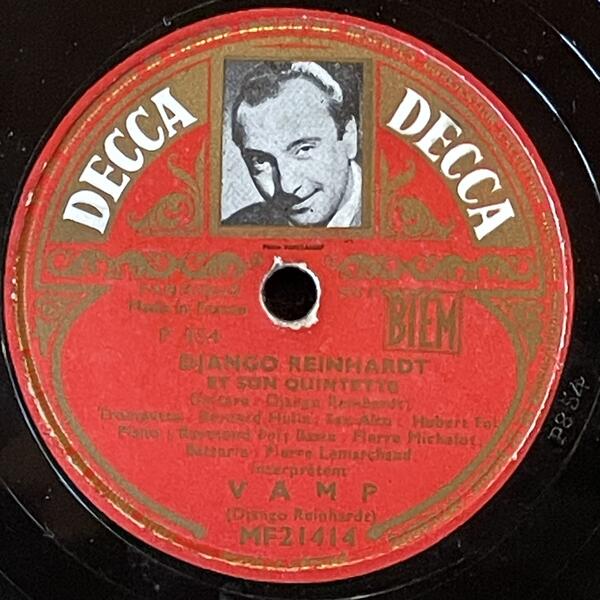 DECCA
DECCA
Made in France
BIEM
P 854
DJANGO REINHARDT
ET SON QUINTETTE
(Guitare : Django Reinhardt)
Trompette : Bernard Hulin, Sax-Alto : Hubert Fol
Piano : Raymond Fol, Basse : Pierre Michelot,
Batterie : Pierre Lemarchand
Interprètent
VAMP
(Django Reinhardt)
MF21414
P854